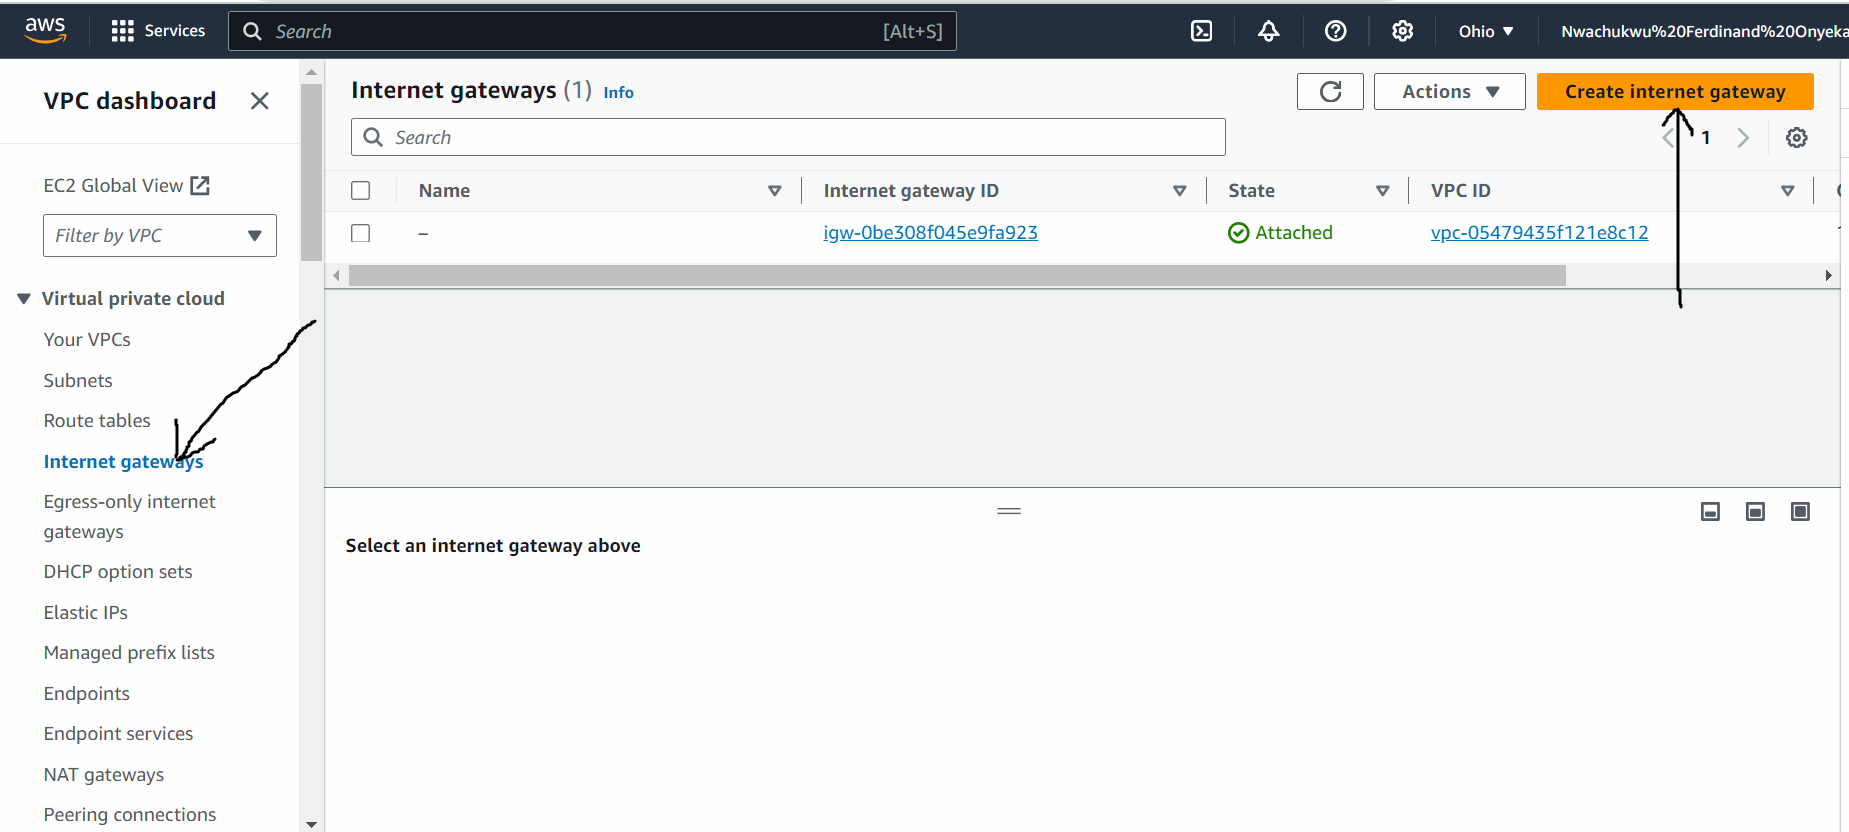 aws
Services
Search
[Alt+S]
Ohio
Nwachukwu%20Ferdinand%20Onyeka
VPC dashboard
EC2 Global View
Filter by VPC
Virtual private cloud
Your VPCs
Subnets
Route tables
Internet gateways
Egress-only internet
gateways
DHCP option sets
Elastic IPs
Managed prefix lists
Endpoints
Endpoint services
NAT gateways
Peering connections
Internet gateways (1) Info
Actions
Create internet gateway
Search
1
Name
Internet gateway ID
State
VPC ID
–
igw-0be308f045e9fa923
Attached
vpc-05479435f121e8c12
Select an internet gateway above